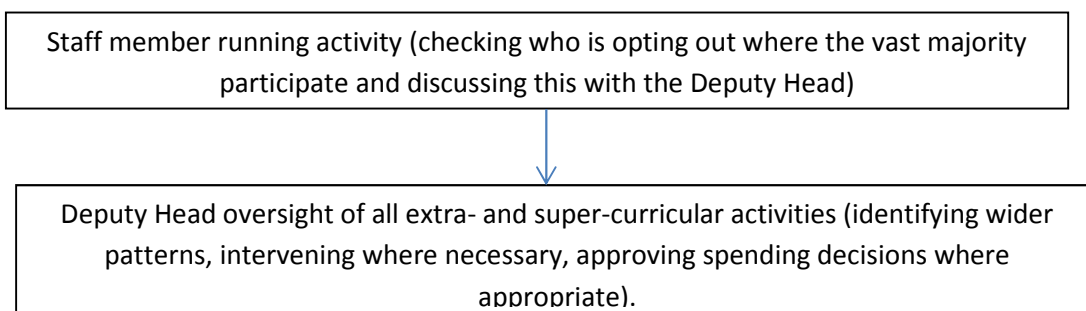 Staff member running activity (checking who is opting out where the vast majority
participate and discussing this with the Deputy Head)
Deputy Head oversight of all extra- and super-curricular activities (identifying wider
patterns, intervening where necessary, approving spending decisions where
appropriate).